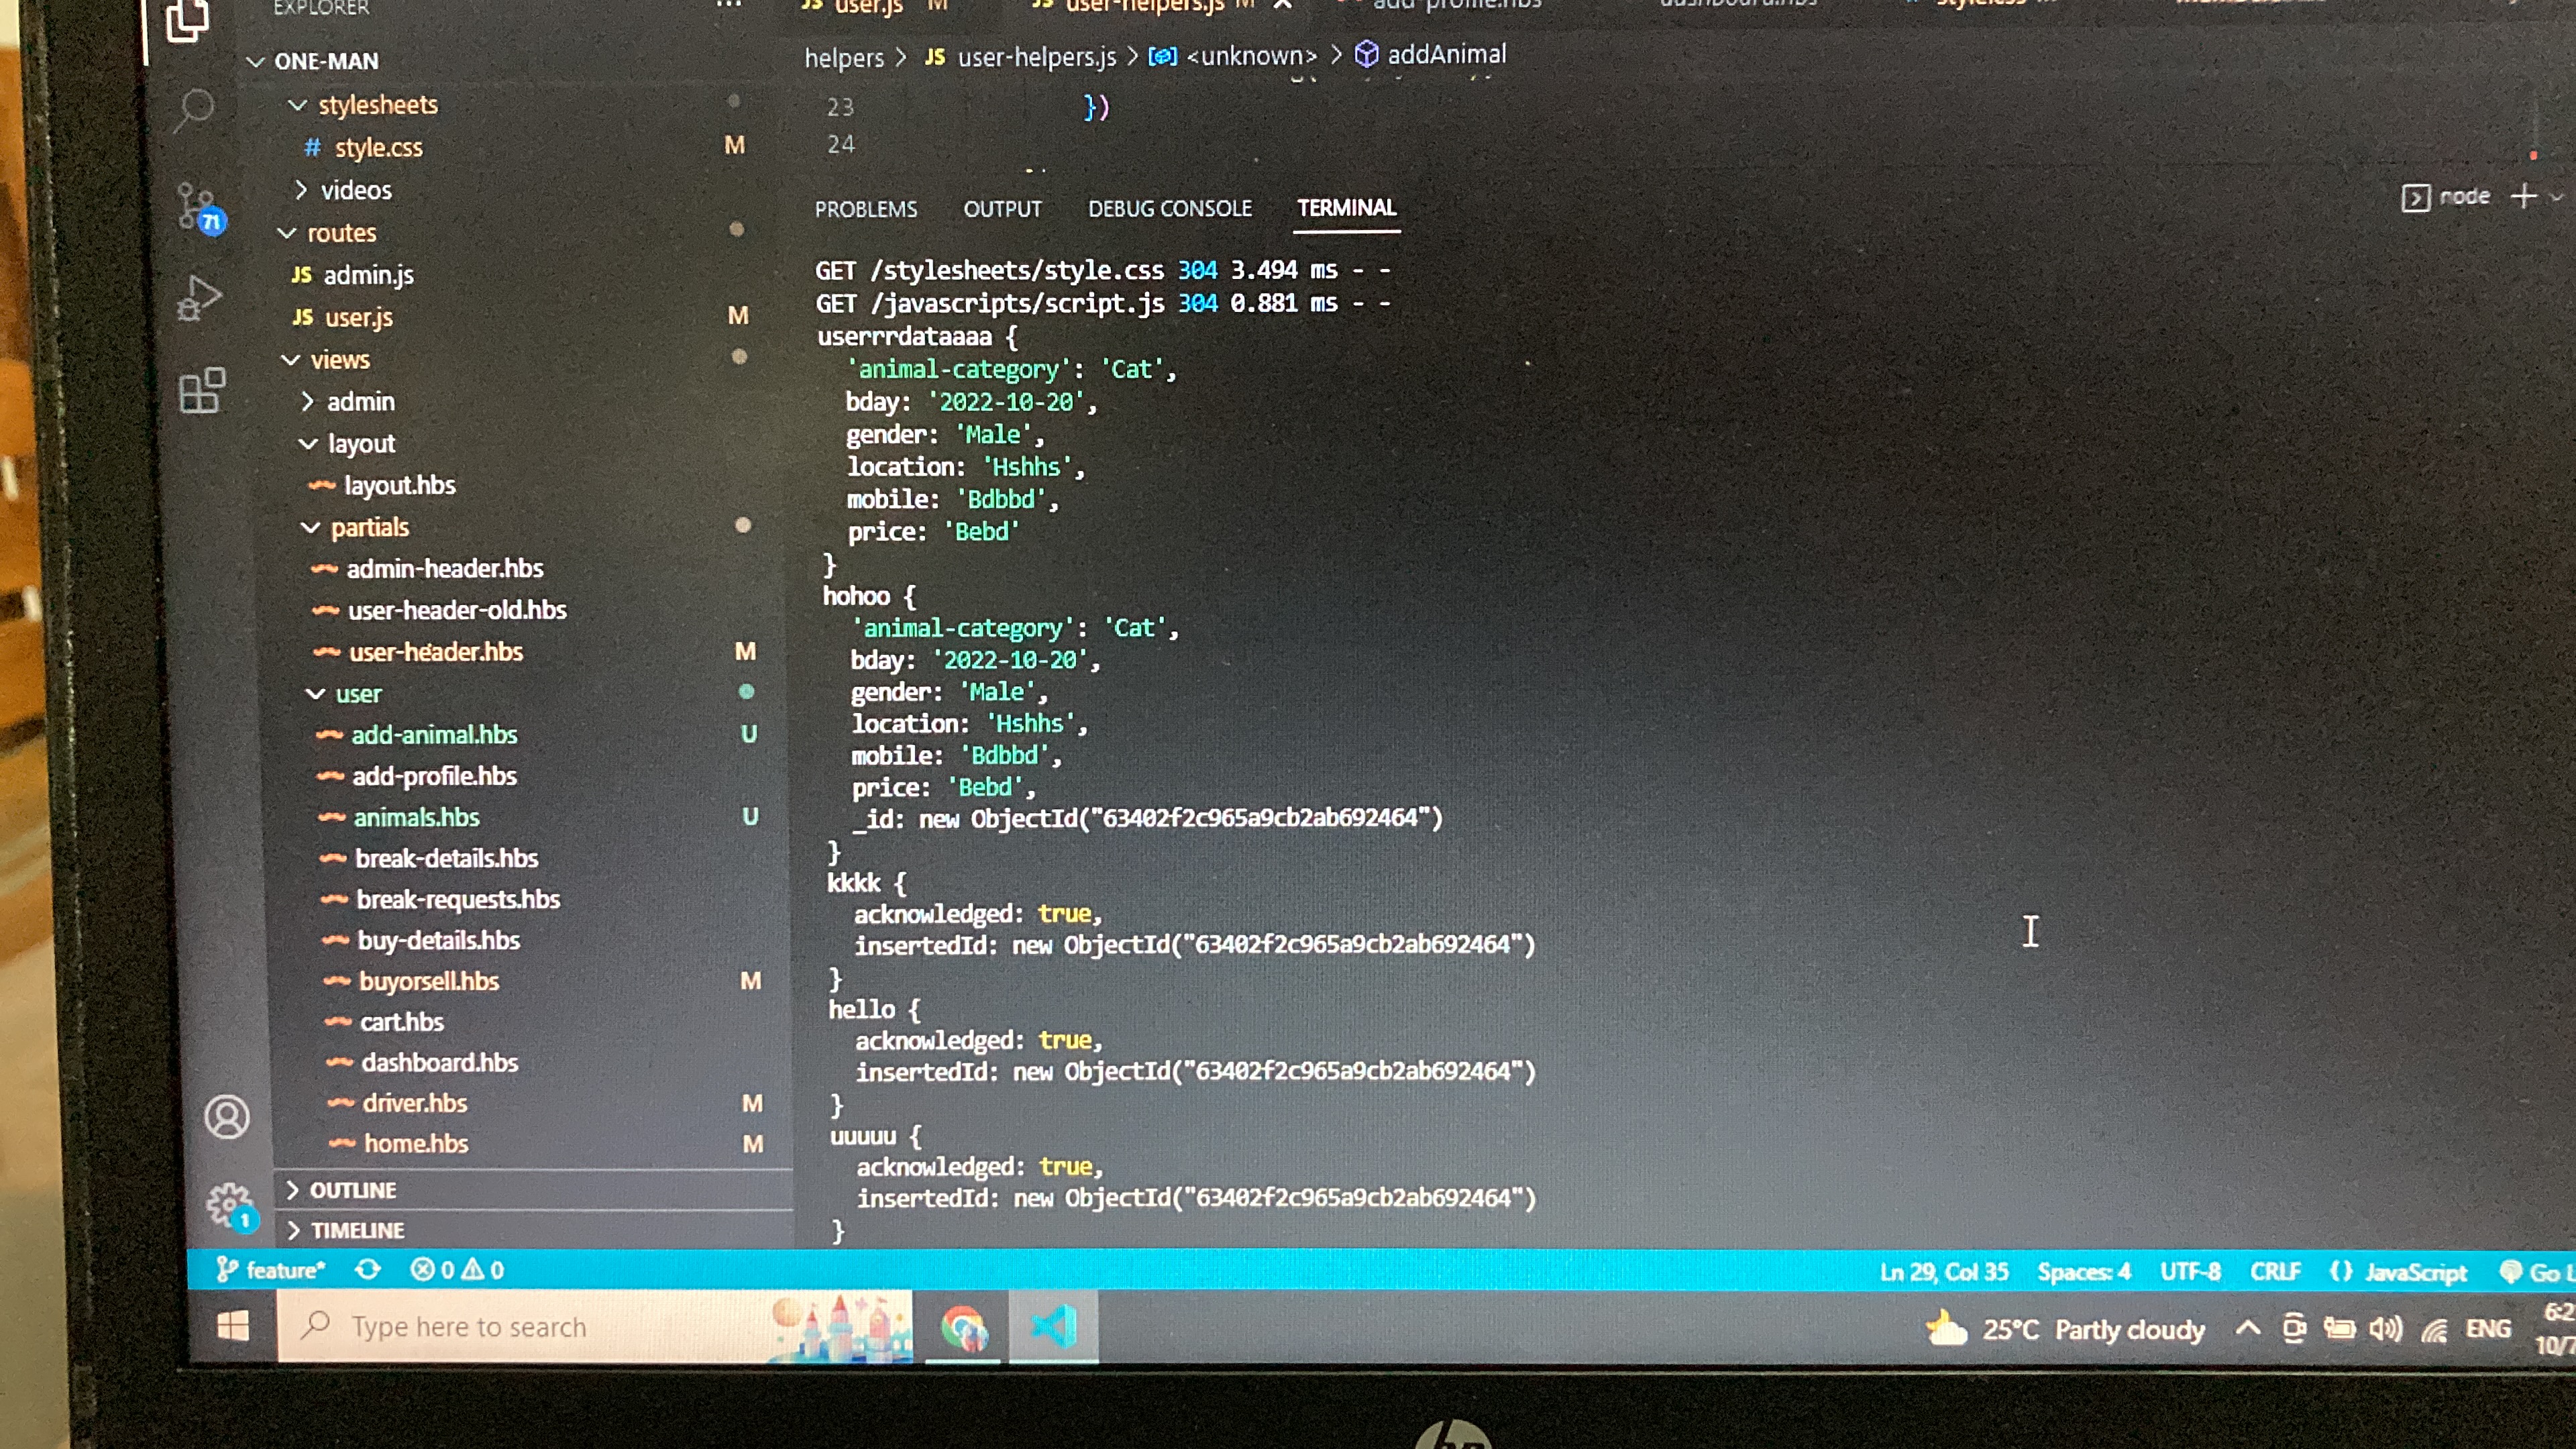 EXPLORER
ONE-MAN
stylesheets
# style.css M
videos
routes
JS admin.js
JS user.js M
views
admin
layout
layout.hbs
partials
admin-header.hbs
user-header-old.hbs
user-header.hbs M
user
add-animal.hbs U
add-profile.hbs
animals.hbs U
break-details.hbs
break-requests.hbs
buy-details.hbs
buyorsell.hbs M
cart.hbs
dashboard.hbs
driver.hbs M
home.hbs M
OUTLINE
TIMELINE
71
1
JS user.js M JS user-helpers.js M
helpers > JS user-helpers.js > <unknown> > addAnimal
23 })
24
PROBLEMS OUTPUT DEBUG CONSOLE TERMINAL
node
GET /stylesheets/style.css 304 3.494 ms - -
GET /javascripts/script.js 304 0.881 ms - -
userrrdataaaa {
'animal-category': 'Cat',
bday: '2022-10-20',
gender: 'Male',
location: 'Hshhs',
mobile: 'Bdbbd',
price: 'Bebd'
}
hohoo {
'animal-category': 'Cat',
bday: '2022-10-20',
gender: 'Male',
location: 'Hshhs',
mobile: 'Bdbbd',
price: 'Bebd',
_id: new ObjectId("63402f2c965a9cb2ab692464")
}
kkkk {
acknowledged: true,
insertedId: new ObjectId("63402f2c965a9cb2ab692464")
}
hello {
acknowledged: true,
insertedId: new ObjectId("63402f2c965a9cb2ab692464")
}
uuuuu {
acknowledged: true,
insertedId: new ObjectId("63402f2c965a9cb2ab692464")
}
feature* 0 0 Ln 29, Col 35 Spaces: 4 UTF-8 CRLF {} JavaScript Go L
Type here to search 25°C Partly cloudy ENG
6:2
10/7
hp